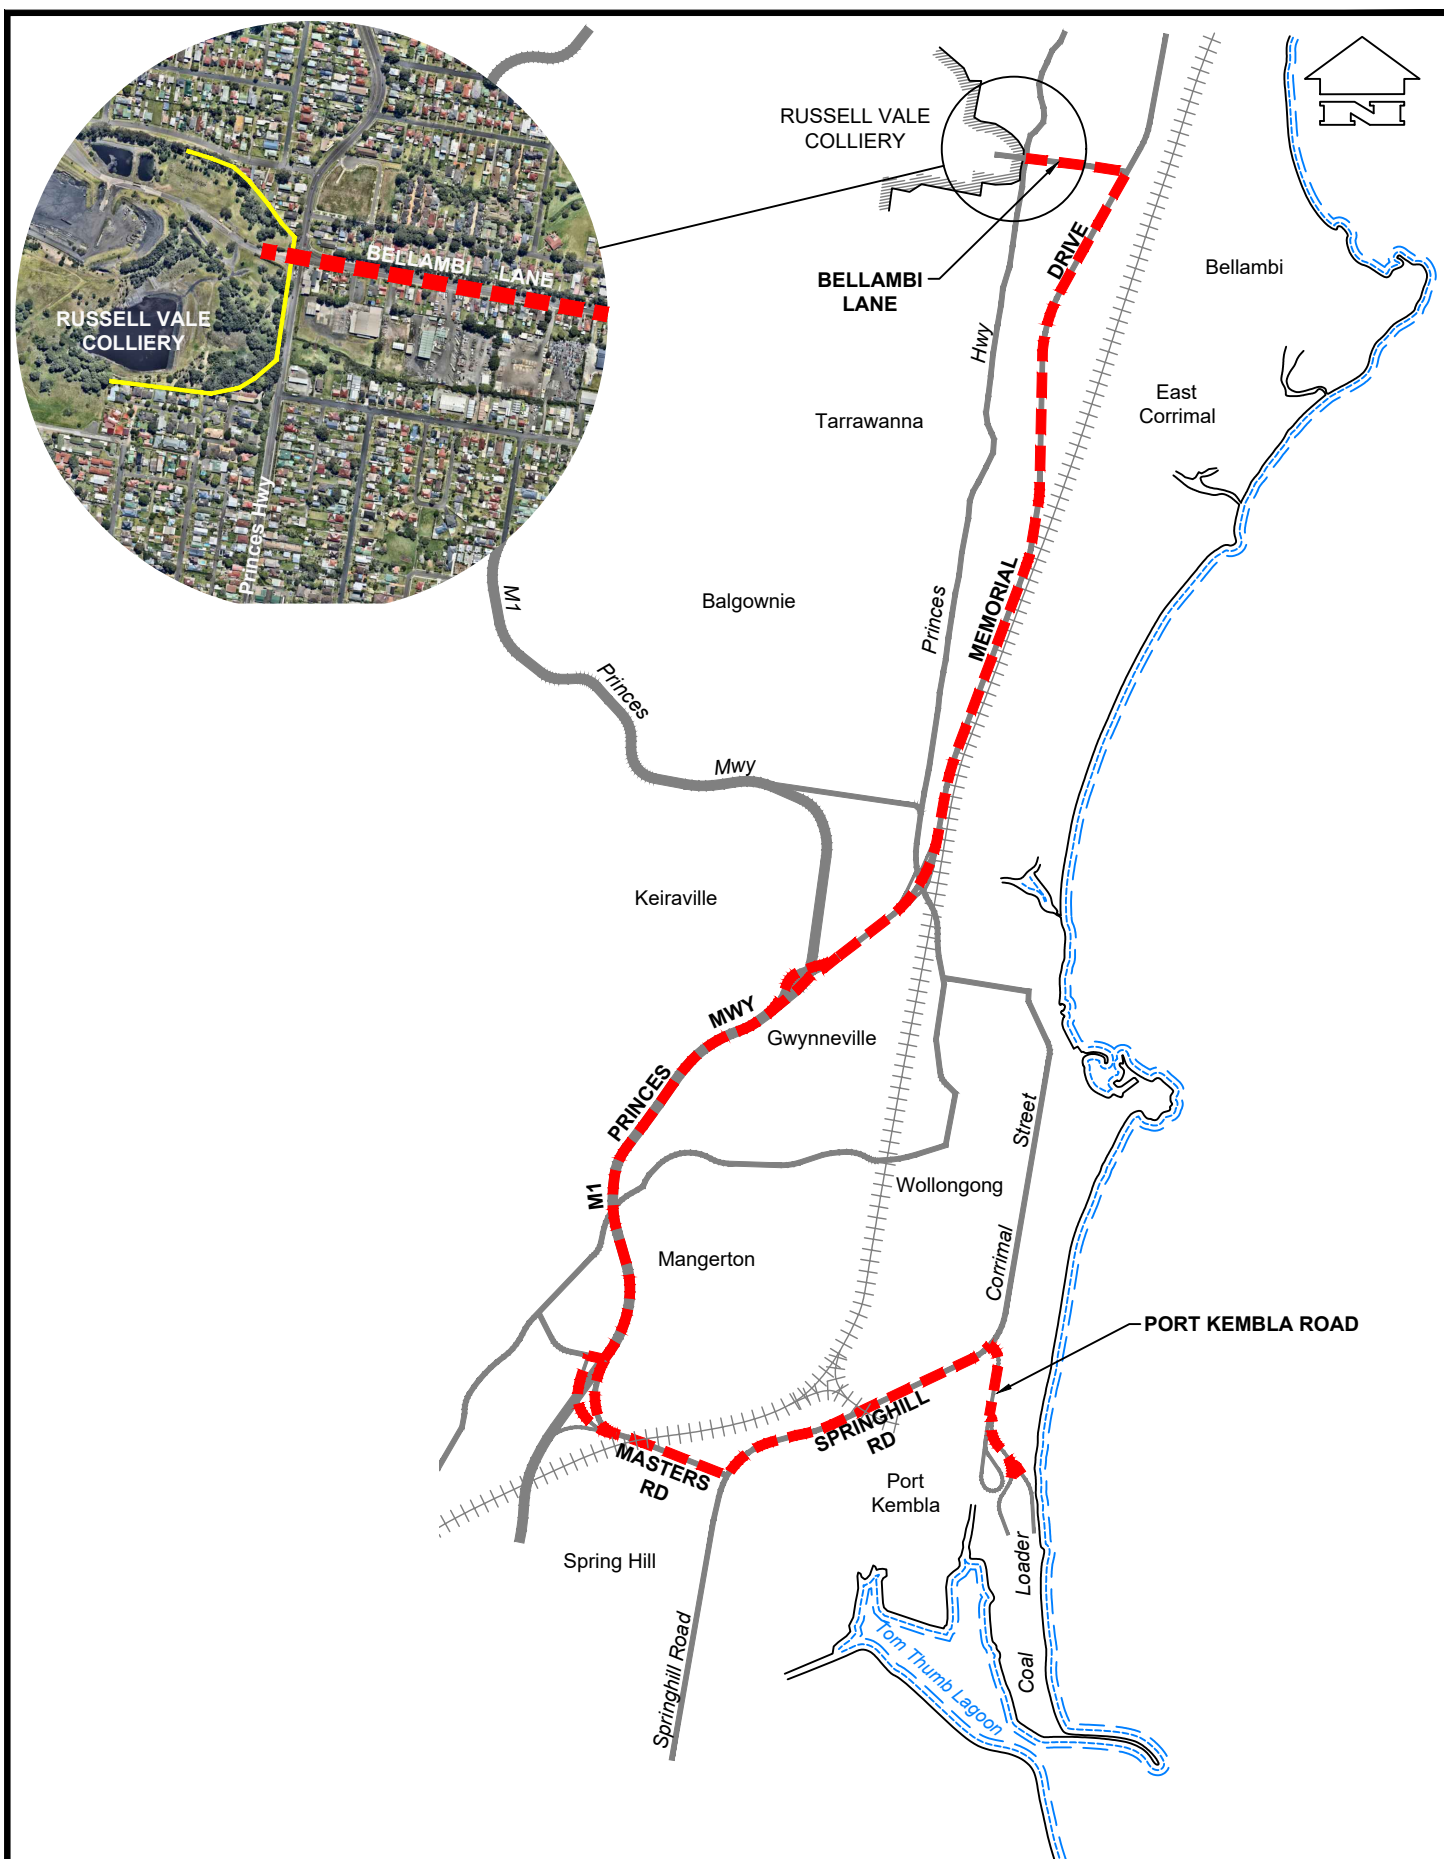 RUSSELL VALE
COLLIERY
N
BELLAMBI LANE
RUSSELL VALE
COLLIERY
Princes Hwy
BELLAMBI
LANE
DRIVE
Bellambi
Hwy
East
Corrimal
Tarrawanna
M1
Balgownie
Princes
MEMORIAL
Princes
Mwy
Keiraville
MWY
Gwynneville
PRINCES
Street
M1
Wollongong
Mangerton
Corrimal
PORT KEMBLA ROAD
SPRINGHILL
RD
MASTERS
RD
Port
Kembla
Spring Hill
Loader
Coal
Springhill Road
Tom Thumb Lagoon